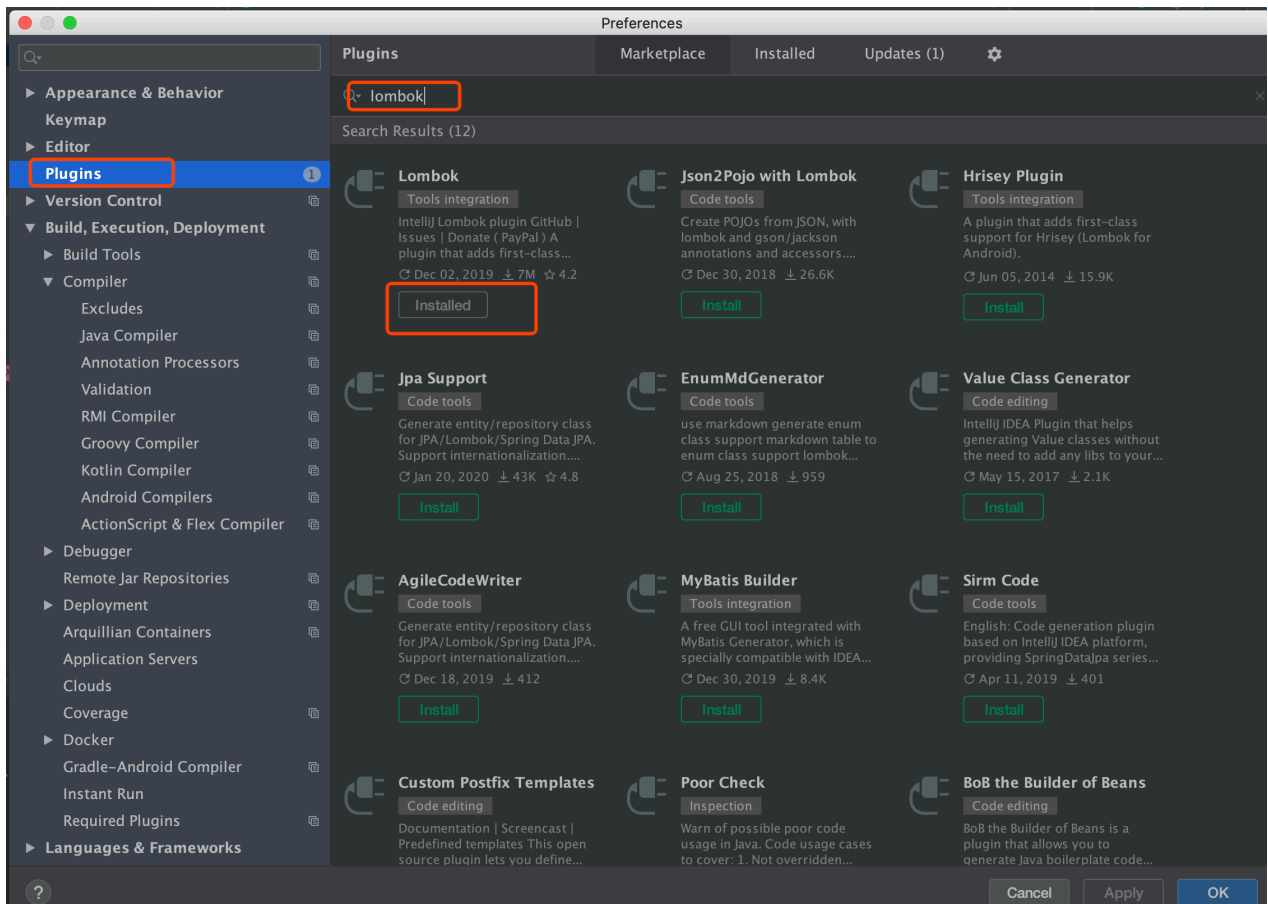 Preferences
Appearance & Behavior
Keymap
Editor
Plugins 1
Version Control
Build, Execution, Deployment
Build Tools
Compiler
Excludes
Java Compiler
Annotation Processors
Validation
RMI Compiler
Groovy Compiler
Kotlin Compiler
Android Compilers
ActionScript & Flex Compiler
Debugger
Remote Jar Repositories
Deployment
Arquillian Containers
Application Servers
Clouds
Coverage
Docker
Gradle-Android Compiler
Instant Run
Required Plugins
Languages & Frameworks
Plugins Marketplace Installed Updates (1)
lombok
Search Results (12)
Lombok
Tools integration
IntelliJ Lombok plugin GitHub |
Issues | Donate ( PayPal ) A
plugin that adds first-class...
Dec 02, 2019 7M 4.2
Installed
Json2Pojo with Lombok
Code tools
Create POJOs from JSON, with
lombok and gson/jackson
annotations and accessors....
Dec 30, 2018 26.6K
Install
Hrisey Plugin
Tools integration
A plugin that adds first-class
support for Hrisey (Lombok for
Android).
Jun 05, 2014 15.9K
Install
Jpa Support
Code tools
Generate entity/repository class
for JPA/Lombok/Spring Data JPA.
Support internationalization....
Jan 20, 2020 43K 4.8
Install
EnumMdGenerator
Code tools
use markdown generate enum
class support markdown table to
enum class support lombok...
Aug 25, 2018 959
Install
Value Class Generator
Code editing
IntelliJ IDEA Plugin that helps
generating Value classes without
the need to add any libs to your...
May 15, 2017 2.1K
Install
AgileCodeWriter
Code tools
Generate entity/repository class
for JPA/Lombok/Spring Data JPA.
Support internationalization....
Dec 18, 2019 412
Install
MyBatis Builder
Tools integration
A free GUI tool integrated with
MyBatis Generator, which is
specially compatible with IDEA...
Dec 30, 2019 8.4K
Install
Sirm Code
Code tools
English: Code generation plugin
based on IntelliJ IDEA platform,
providing SpringDataJpa series...
Apr 11, 2019 401
Install
Custom Postfix Templates
Code editing
Documentation | Screencast |
Predefined templates This open
source plugin lets you define...
Poor Check
Inspection
Warn of possible poor code
usage in Java. Code usage cases
to cover: 1. Not overridden...
BoB the Builder of Beans
Code editing
BoB the Builder of Beans is a
plugin that allows you to
generate Java boilerplate code...
?
Cancel Apply OK